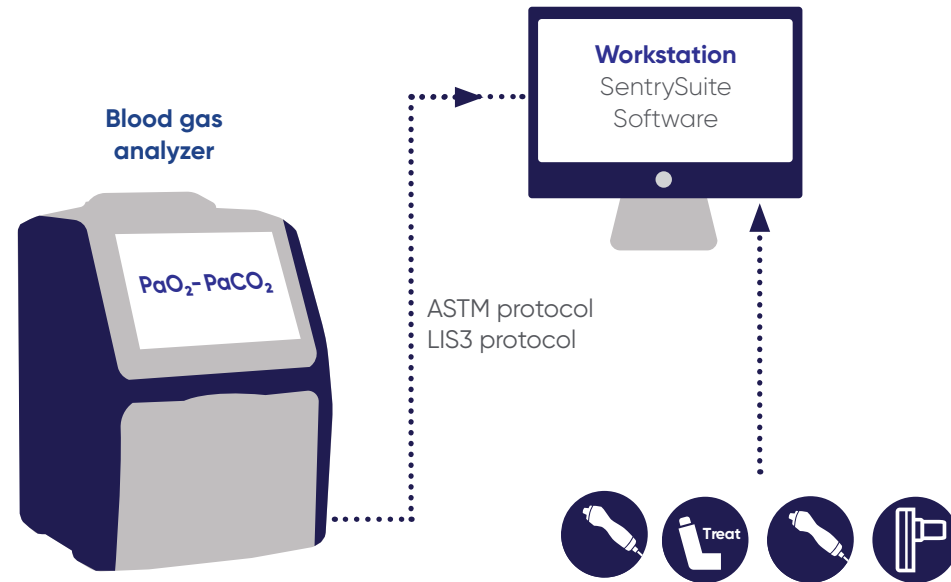 Workstation
SentrySuite
Software
Blood gas
analyzer
PaO₂-PaCO₂
ASTM protocol
LIS3 protocol
Treat